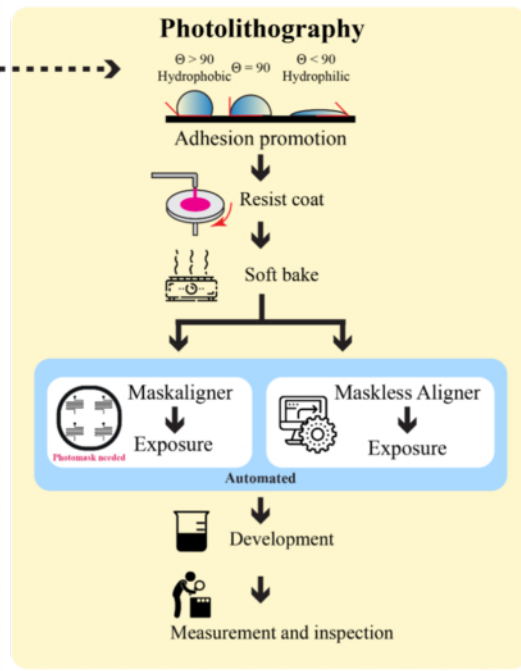 Photolithography
Θ > 90 Θ < 90
Hydrophobic Θ = 90 Hydrophilic
Adhesion promotion
Resist coat
Soft bake
Maskaligner Maskless Aligner
Exposure Exposure
Photomask needed
Automated
Development
Measurement and inspection